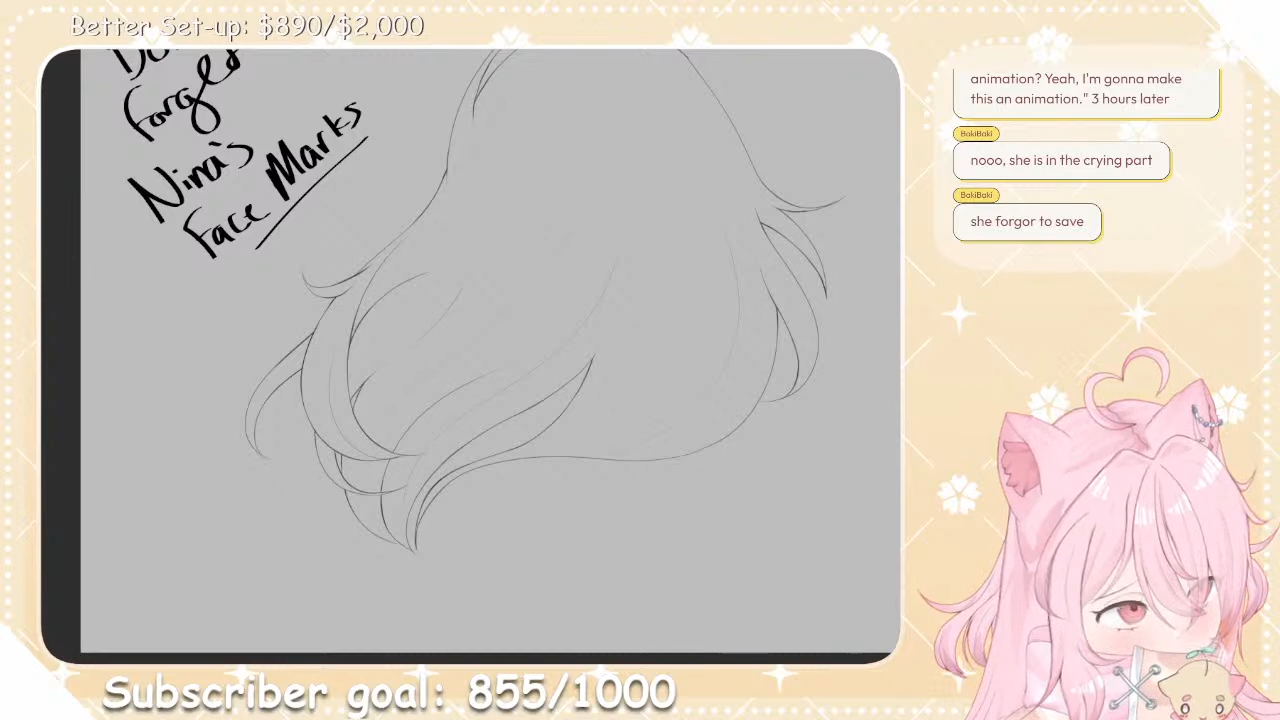 Better Set-up: $890/$2,000
Forget
Nina's
Face Marks
animation? Yeah, I'm gonna make
this an animation." 3 hours later
BakiBaki
nooo, she is in the crying part
BakiBaki
she forgor to save
Subscriber goal: 855/1000